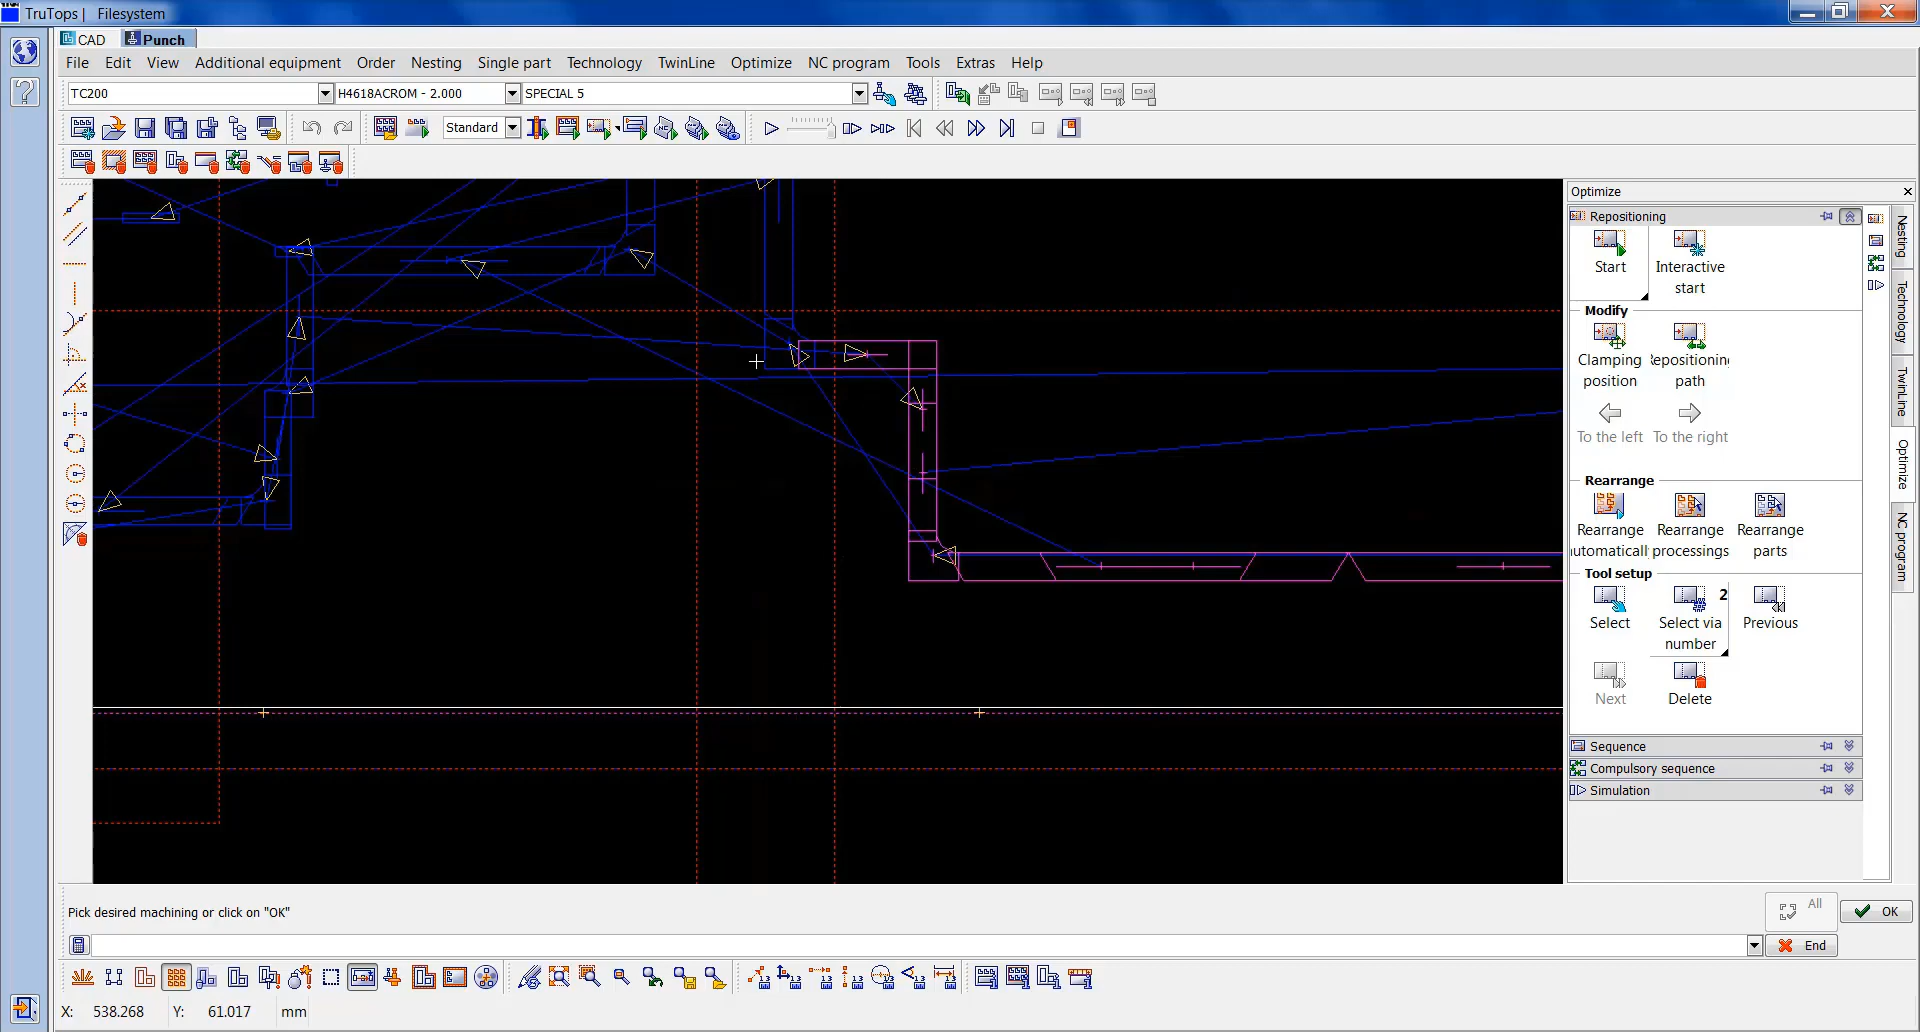 TruTops | Filesystem
CAD Punch
File Edit View Additional equipment Order Nesting Single part Technology TwinLine Optimize NC program Tools Extras Help
TC200 H4618ACROM - 2.000 SPECIAL 5
Standard
Optimize
Repositioning
Start
Interactive start
Modify
Clamping position
Repositionin path
To the left
To the right
Rearrange
Rearrange automaticall
Rearrange processings
Rearrange parts
Tool setup
Select
2
Select via number
Previous
Next
Delete
Sequence
Compulsory sequence
Simulation
Nesting
Technology
TwinLine
Optimize
NC program
Pick desired machining or click on "OK"
All
OK
End
X: 538.268 Y: 61.017 mm